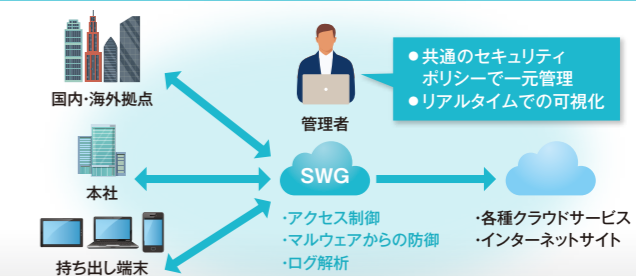 国内・海外拠点
本社
持ち出し端末
管理者
●共通のセキュリティ
ポリシーで一元管理
●リアルタイムでの可視化
SWG
・アクセス制御
・マルウェアからの防御
・ログ解析
・各種クラウドサービス
・インターネットサイト